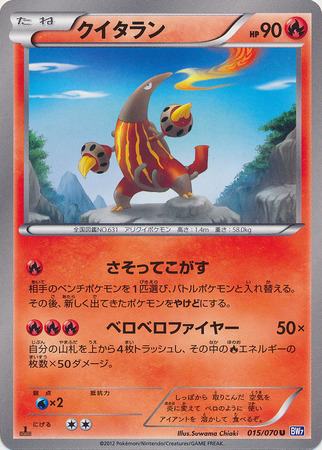 たね
クイタラン
HP 90
全国図鑑NO.631 アリクイポケモン 高さ：1.4m 重さ：58.0kg
さそってこがす
相手のベンチポケモンを1匹選び、バトルポケモンと入れ替える。
その後、新しく出てきたポケモンをやけどにする。
ベロベロファイヤー 50×
自分の山札を上から4枚トラッシュし、その中の エネルギーの
枚数×50ダメージ。
弱点 抵抗力
×2
にげる
しっぽから 取りこんだ 空気を
炎に変えて ベロのように 使い
アイアントを 溶かして 食べるぞ。
Illus. Suwama Chiaki
BW7
015/070 U
©2012 Pokémon/Nintendo/Creatures/GAME FREAK.